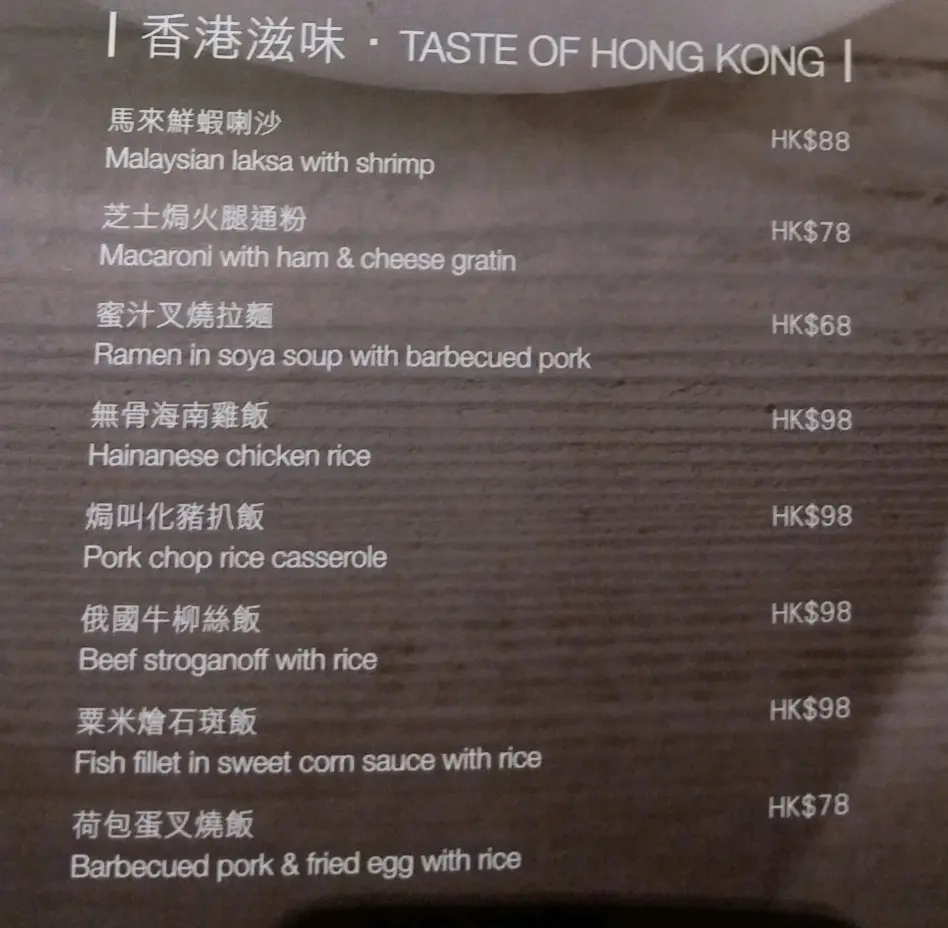 | 香港滋味 · TASTE OF HONG KONG |
馬來鮮蝦喇沙
Malaysian laksa with shrimp HK$88
芝士焗火腿通粉
Macaroni with ham & cheese gratin HK$78
蜜汁叉燒拉麵
Ramen in soya soup with barbecued pork HK$68
無骨海南雞飯
Hainanese chicken rice HK$98
焗叫化豬扒飯
Pork chop rice casserole HK$98
俄國牛柳絲飯
Beef stroganoff with rice HK$98
粟米燴石斑飯
Fish fillet in sweet corn sauce with rice HK$98
荷包蛋叉燒飯
Barbecued pork & fried egg with rice HK$78